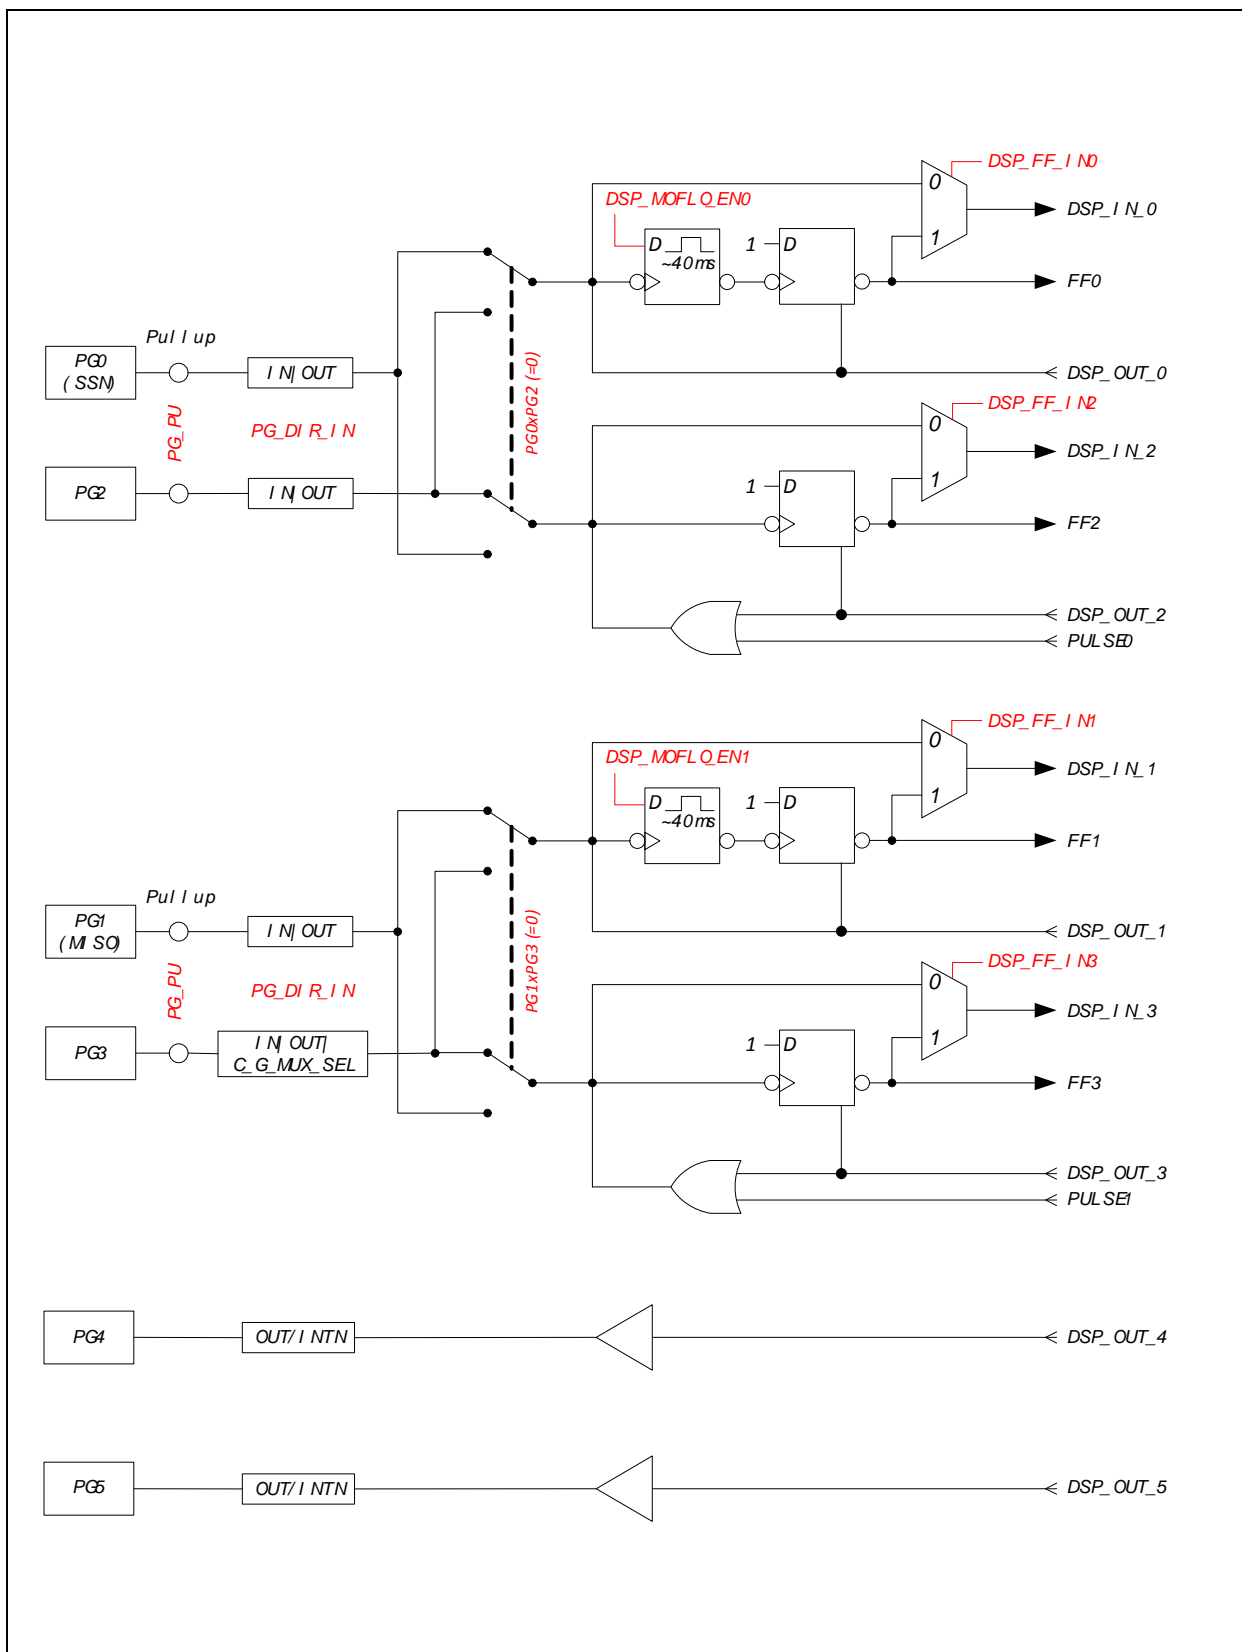 DSP_FF_IN0
0
DSP_MOFLO_EN0
DSP_IN_0
D
1
D
1
~40ms
FF0
Pullup
PG0
(SSN)
IN|OUT
PG0xPG2 (=0)
DSP_OUT_0
PG_PU
PG_DIR_IN
DSP_FF_IN2
0
DSP_IN_2
PG2
IN|OUT
1
D
1
FF2
DSP_OUT_2
PULSE0
DSP_FF_IN1
0
DSP_MOFLO_EN1
DSP_IN_1
D
1
D
1
~40ms
FF1
Pullup
PG1
(MISO)
IN|OUT
PG1xPG3 (=0)
DSP_OUT_1
PG_PU
PG_DIR_IN
DSP_FF_IN3
0
DSP_IN_3
PG3
IN|OUT|
C_G_MUX_SEL
1
D
1
FF3
DSP_OUT_3
PULSE1
PG4
OUT/INTN
DSP_OUT_4
PG5
OUT/INTN
DSP_OUT_5